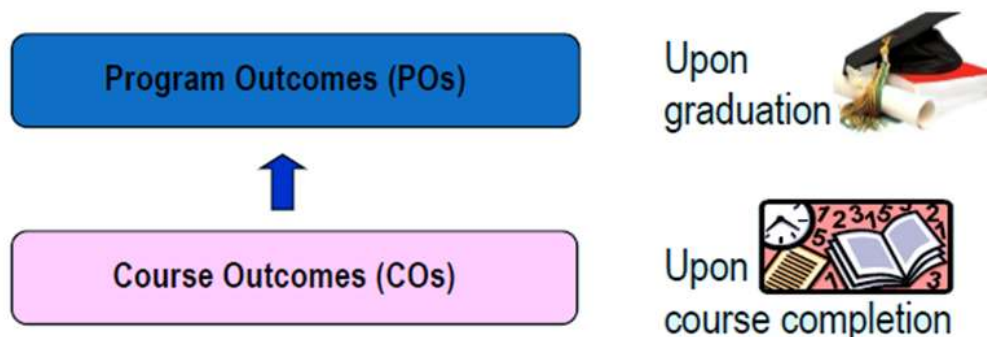 Program Outcomes (POs)
Upon
graduation
Course Outcomes (COs)
Upon
course completion